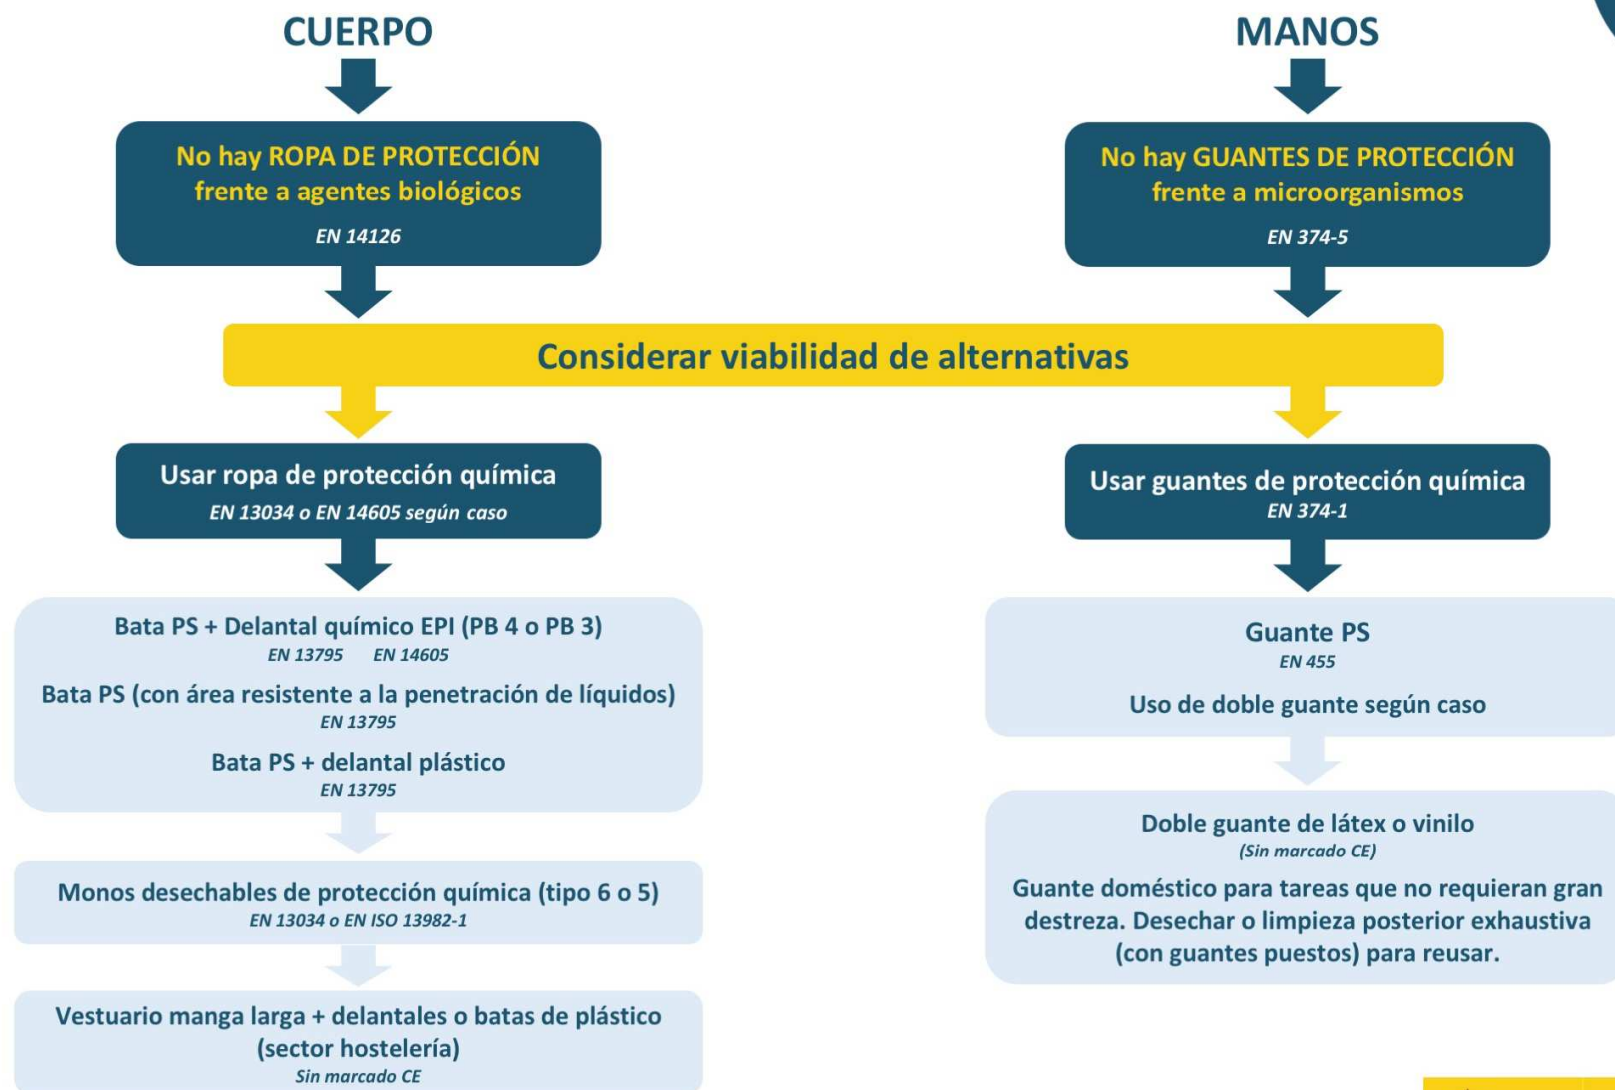 CUERPO
No hay ROPA DE PROTECCIÓN
frente a agentes biológicos
EN 14126
MANOS
No hay GUANTES DE PROTECCIÓN
frente a microorganismos
EN 374-5
Considerar viabilidad de alternativas
Usar ropa de protección química
EN 13034 o EN 14605 según caso
Bata PS + Delantal químico EPI (PB 4 o PB 3)
EN 13795 EN 14605
Bata PS (con área resistente a la penetración de líquidos)
EN 13795
Bata PS + delantal plástico
EN 13795
Monos desechables de protección química (tipo 6 o 5)
EN 13034 o EN ISO 13982-1
Vestuario manga larga + delantales o batas de plástico
(sector hostelería)
Sin marcado CE
Usar guantes de protección química
EN 374-1
Guante PS
EN 455
Uso de doble guante según caso
Doble guante de látex o vinilo
(Sin marcado CE)
Guante doméstico para tareas que no requieran gran
destreza. Desechar o limpieza posterior exhaustiva
(con guantes puestos) para reusar.